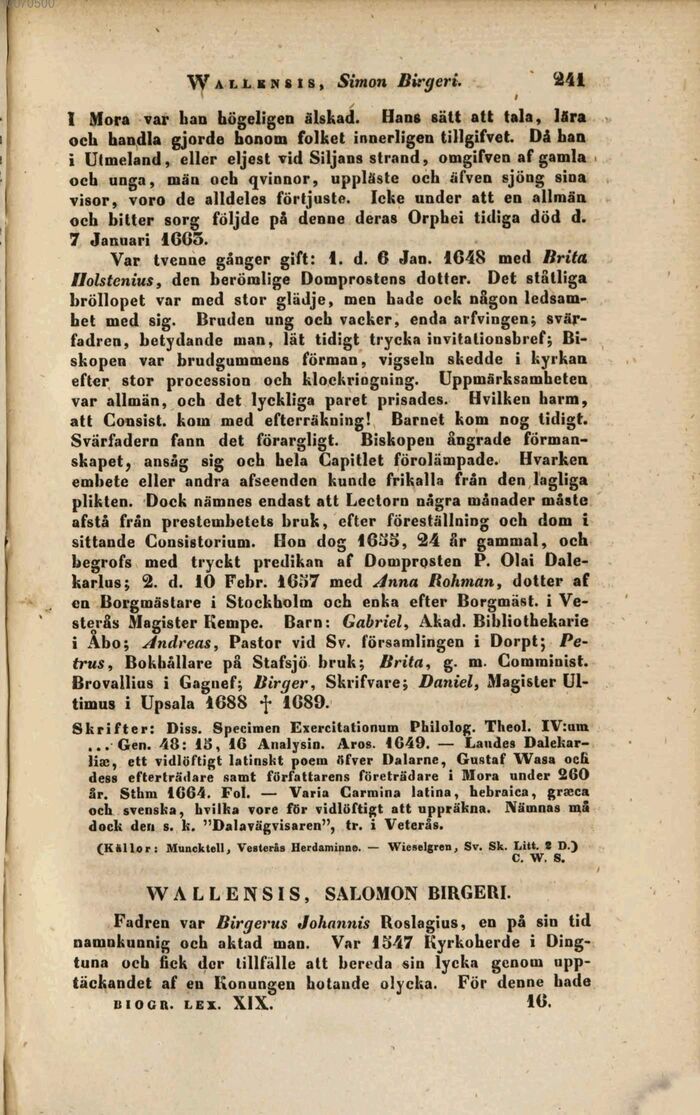 WALLENSIS, Simon Birgeri. 241
I Mora var han högeligen älskad. Hans sätt att tala, lära
och handla gjorde honom folket innerligen tillgifvet. Då han
i Utmeland, eller eljest vid Siljans strand, omgifven af gamla
och unga, män och qvinnor, uppläste och äfven sjöng sina
visor, voro de alldeles förtjuste. Icke under att en allmän
och bitter sorg följde på denne deras Orphei tidiga död d.
7 Januari 1665.
Var tvenne gånger gift: 1. d. 6 Jan. 1648 med Brita
Holstenius, den berömlige Domprostens dotter. Det ståtliga
bröllopet var med stor glädje, men hade ock någon ledsam-
het med sig. Bruden ung och vacker, enda arfvingen; svär-
fadren, betydande man, lät tidigt trycka invitationsbref; Bi-
skopen var brudgummens förman, vigseln skedde i kyrkan
efter stor procession och klockringning. Uppmärksamheten
var allmän, och det lyckliga paret prisades. Hvilken harm,
att Consist. kom med efterräkning! Barnet kom nog tidigt.
Svärfadern fann det förargligt. Biskopen ångrade förman-
skapet, ansåg sig och hela Capitlet förolämpade. Hvarken
embete eller andra afseenden kunde frikalla från den lagliga
plikten. Dock nämnes endast att Lectorn några månader måste
afstå från prestembetets bruk, efter föreställning och dom i
sittande Consistorium. Hon dog 1655, 24 år gammal, och
begrofs med tryckt predikan af Domprosten P. Olai Dale-
karlus; 2. d. 10 Febr. 1657 med Anna Rohman, dotter af
en Borgmästare i Stockholm och enka efter Borgmäst. i Ve-
sterås Magister Kempe. Barn: Gabriel, Akad. Bibliothekarie
i Åbo; Andreas, Pastor vid Sv. församlingen i Dorpt; Pe-
trus, Bokhållare på Stafsjö bruk; Brita, g. m. Comminist.
Brovallius i Gagnef; Birger, Skrifvare; Daniel, Magister Ul-
timus i Upsala 1688 † 1689.
Skrifter: Diss. Specimen Exercitationum Philolog. Theol. IV:um
... Gen. 48: 15, 16 Analysin. Aros. 1649. — Laudes Dalekar-
liæ, ett vidlöftigt latinskt poem öfver Dalarne, Gustaf Wasa och
dess efterträdare samt författarens företrädare i Mora under 260
år. Sthm 1664. Fol. — Varia Carmina latina, hebraica, græca
och svenska, hvilka vore för vidlöftigt att uppräkna. Nämnas må
dock den s. k. "Dalavägvisaren", tr. i Veterås.
(Källor: Muncktell, Vesterås Herdaminne. — Wieselgren, Sv. Sk. Litt. 2 D.)
C. W. S.
WALLENSIS, SALOMON BIRGERI.
Fadren var Birgerus Johannis Roslagius, en på sin tid
namnkunnig och aktad man. Var 1547 Kyrkoherde i Ding-
tuna och fick der tillfälle att bereda sin lycka genom upp-
täckandet af en Konungen hotande olycka. För denne hade
BIOGR. LEX. XIX. 16.